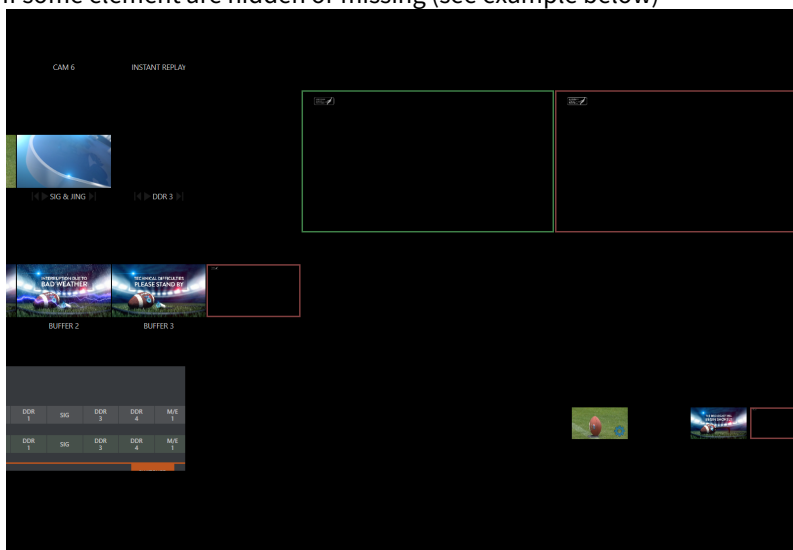 if some element are hidden or missing (see example below)
CAM 6
INSTANT REPLAY
SIG & JING
DDR 3
INTERRUPTION DUE TO
BAD WEATHER
TECHNICAL DIFFICULTIES
PLEASE STAND BY
BUFFER 2
BUFFER 3
DDR
1
SIG
DDR
3
DDR
4
M/E
1
DDR
1
SIG
DDR
3
DDR
4
M/E
1